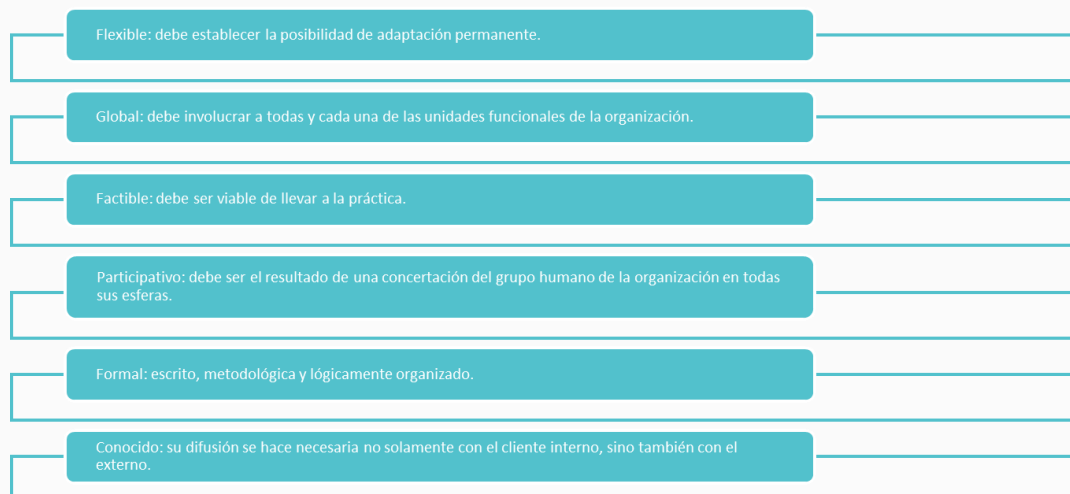 Flexible: debe establecer la posibilidad de adaptación permanente.
Global: debe involucrar a todas y cada una de las unidades funcionales de la organización.
Factible: debe ser viable de llevar a la práctica.
Participativo: debe ser el resultado de una concertación del grupo humano de la organización en todas
sus esferas.
Formal: escrito, metodológica y lógicamente organizado.
Conocido: su difusión se hace necesaria no solamente con el cliente interno, sino también con el
externo.